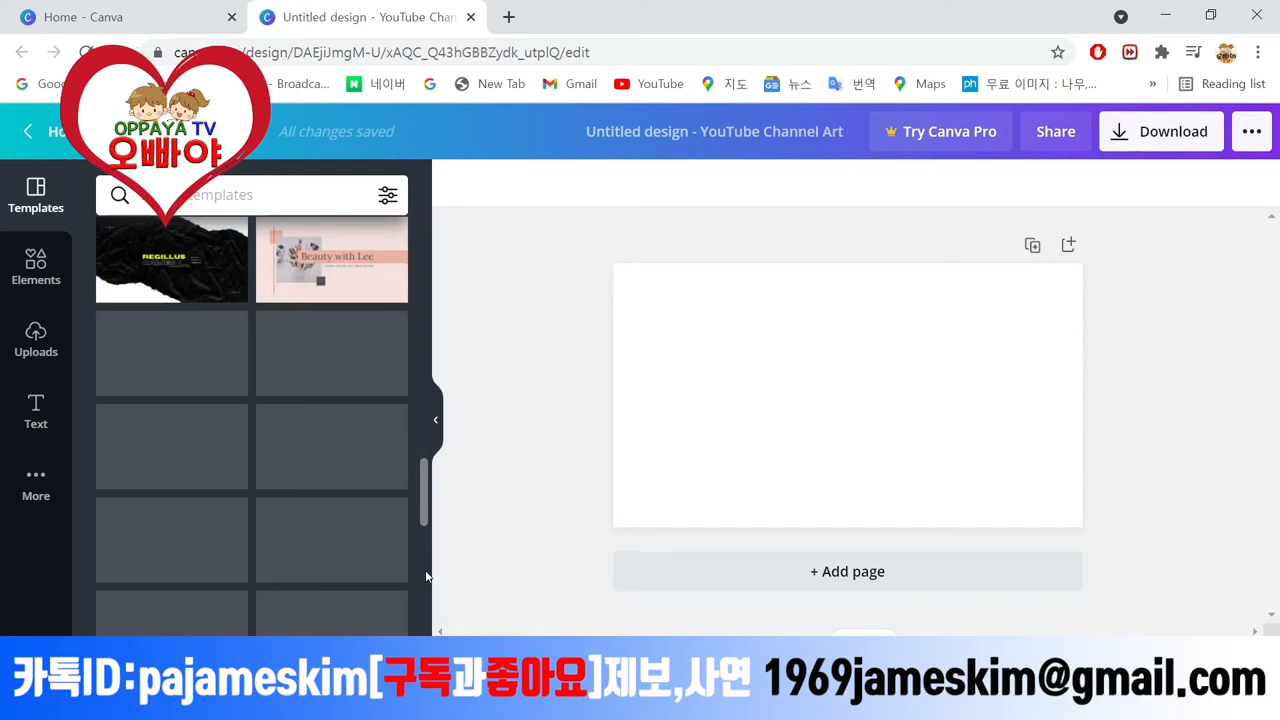 Home - Canva
Untitled design - YouTube Chan
/design/DAEjiJmgM-U/xAQC_Q43hGBBZydk_utpIQ/edit
Broadca...
네이버
New Tab
Gmail
YouTube
지도
뉴스
번역
Maps
ph
무료 이미지 : 나무,...
»
Reading list
OPPAYA TV
오빠야
All changes saved
Untitled design - YouTube Channel Art
Try Canva Pro
Share
Download
Templates
templates
REGILLUS
Beauty with Lee
Elements
Uploads
Text
More
+ Add page
카톡ID:pajameskim[구독과좋아요]제보,사연 1969jameskim@gmail.com